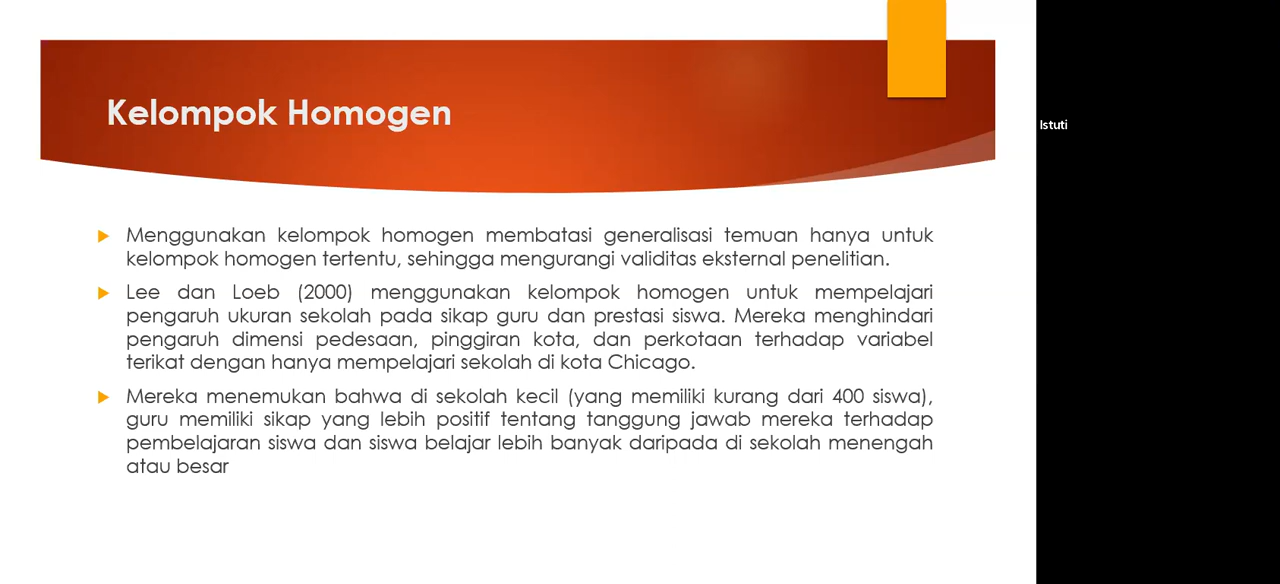 Kelompok Homogen
Istuti
Menggunakan kelompok homogen membatasi generalisasi temuan hanya untuk
kelompok homogen tertentu, sehingga mengurangi validitas eksternal penelitian.
Lee dan Loeb (2000) menggunakan kelompok homogen untuk mempelajari
pengaruh ukuran sekolah pada sikap guru dan prestasi siswa. Mereka menghindari
pengaruh dimensi pedesaan, pinggiran kota, dan perkotaan terhadap variabel
terikat dengan hanya mempelajari sekolah di kota Chicago.
Mereka menemukan bahwa di sekolah kecil (yang memiliki kurang dari 400 siswa),
guru memiliki sikap yang lebih positif tentang tanggung jawab mereka terhadap
pembelajaran siswa dan siswa belajar lebih banyak daripada di sekolah menengah
atau besar